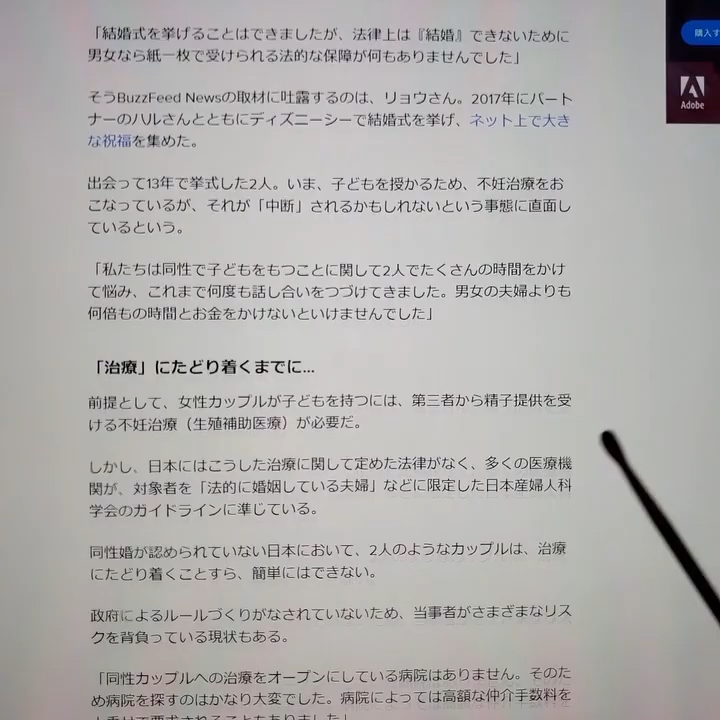 「結婚式を挙げることはできましたが、法律上は『結婚』できないために
男女なら紙一枚で受けられる法的な保障が何もありませんでした」
そうBuzzFeed Newsの取材に吐露するのは、リョウさん。2017年にパート
ナーのハルさんとともにディズニーシーで結婚式を挙げ、ネット上で大き
な祝福を集めた。
出会って13年で挙式した2人。いま、子どもを授かるため、不妊治療をお
こなっているが、それが「中断」されるかもしれないという事態に直面し
ているという。
「私たちは同性で子どもをもつことに関して2人でたくさんの時間をかけ
て悩み、これまで何度も話し合いをつづけてきました。男女の夫婦よりも
何倍もの時間とお金をかけないといけませんでした」
「治療」にたどり着くまでに...
前提として、女性カップルが子どもを持つには、第三者から精子提供を受
ける不妊治療（生殖補助医療）が必要だ。
しかし、日本にはこうした治療に関して定めた法律がなく、多くの医療機
関が、対象者を「法的に婚姻している夫婦」などに限定した日本産婦人科
学会のガイドラインに準じている。
同性婚が認められていない日本において、2人のようなカップルは、治療
にたどり着くことすら、簡単にはできない。
政府によるルールづくりがなされていないため、当事者がさまざまなリス
クを背負っている現状もある。
「同性カップルへの治療をオープンにしている病院はありません。そのた
め病院を探すのはかなり大変でした。病院によっては高額な仲介手数料を
購入す
Adobe